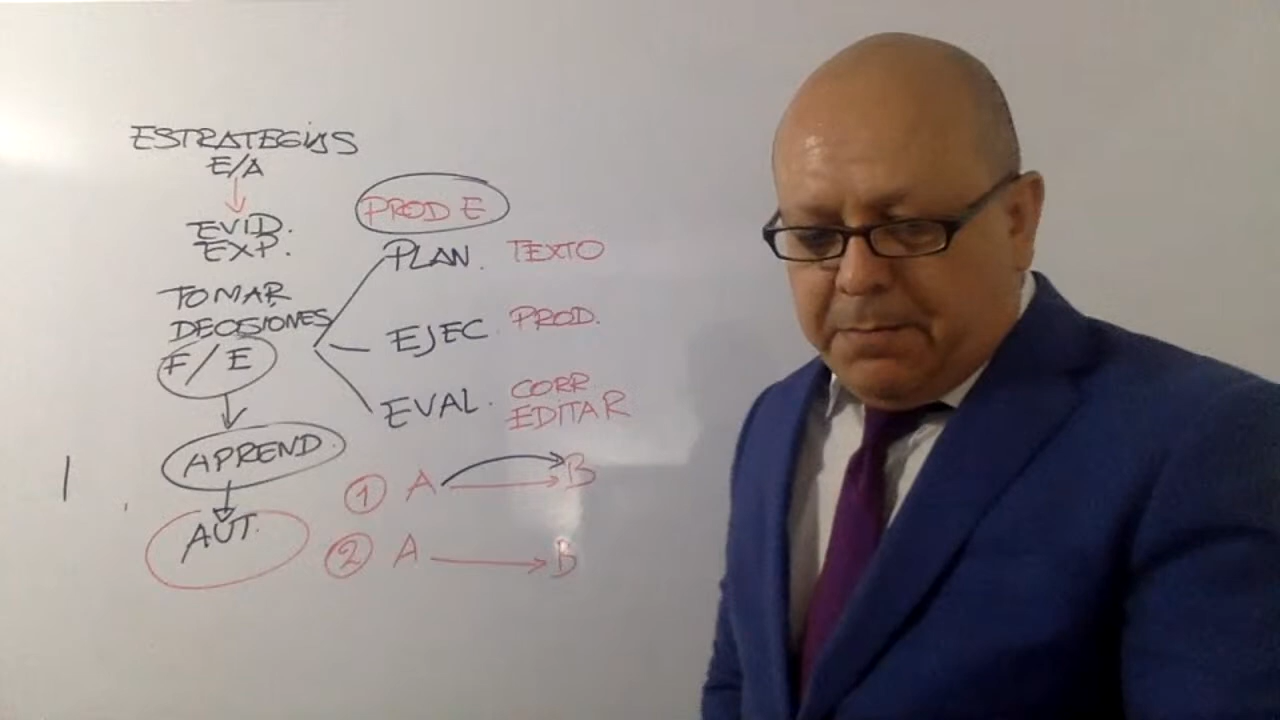 ESTRATEGIAS
E/A
EVID.
EXP.
TOMAR
DECISIONES
F/E
APREND.
AUT.
PROD E
PLAN. TEXTO
EJEC PROD.
EVAL. CORR
EDITAR
1 A B
2 A B